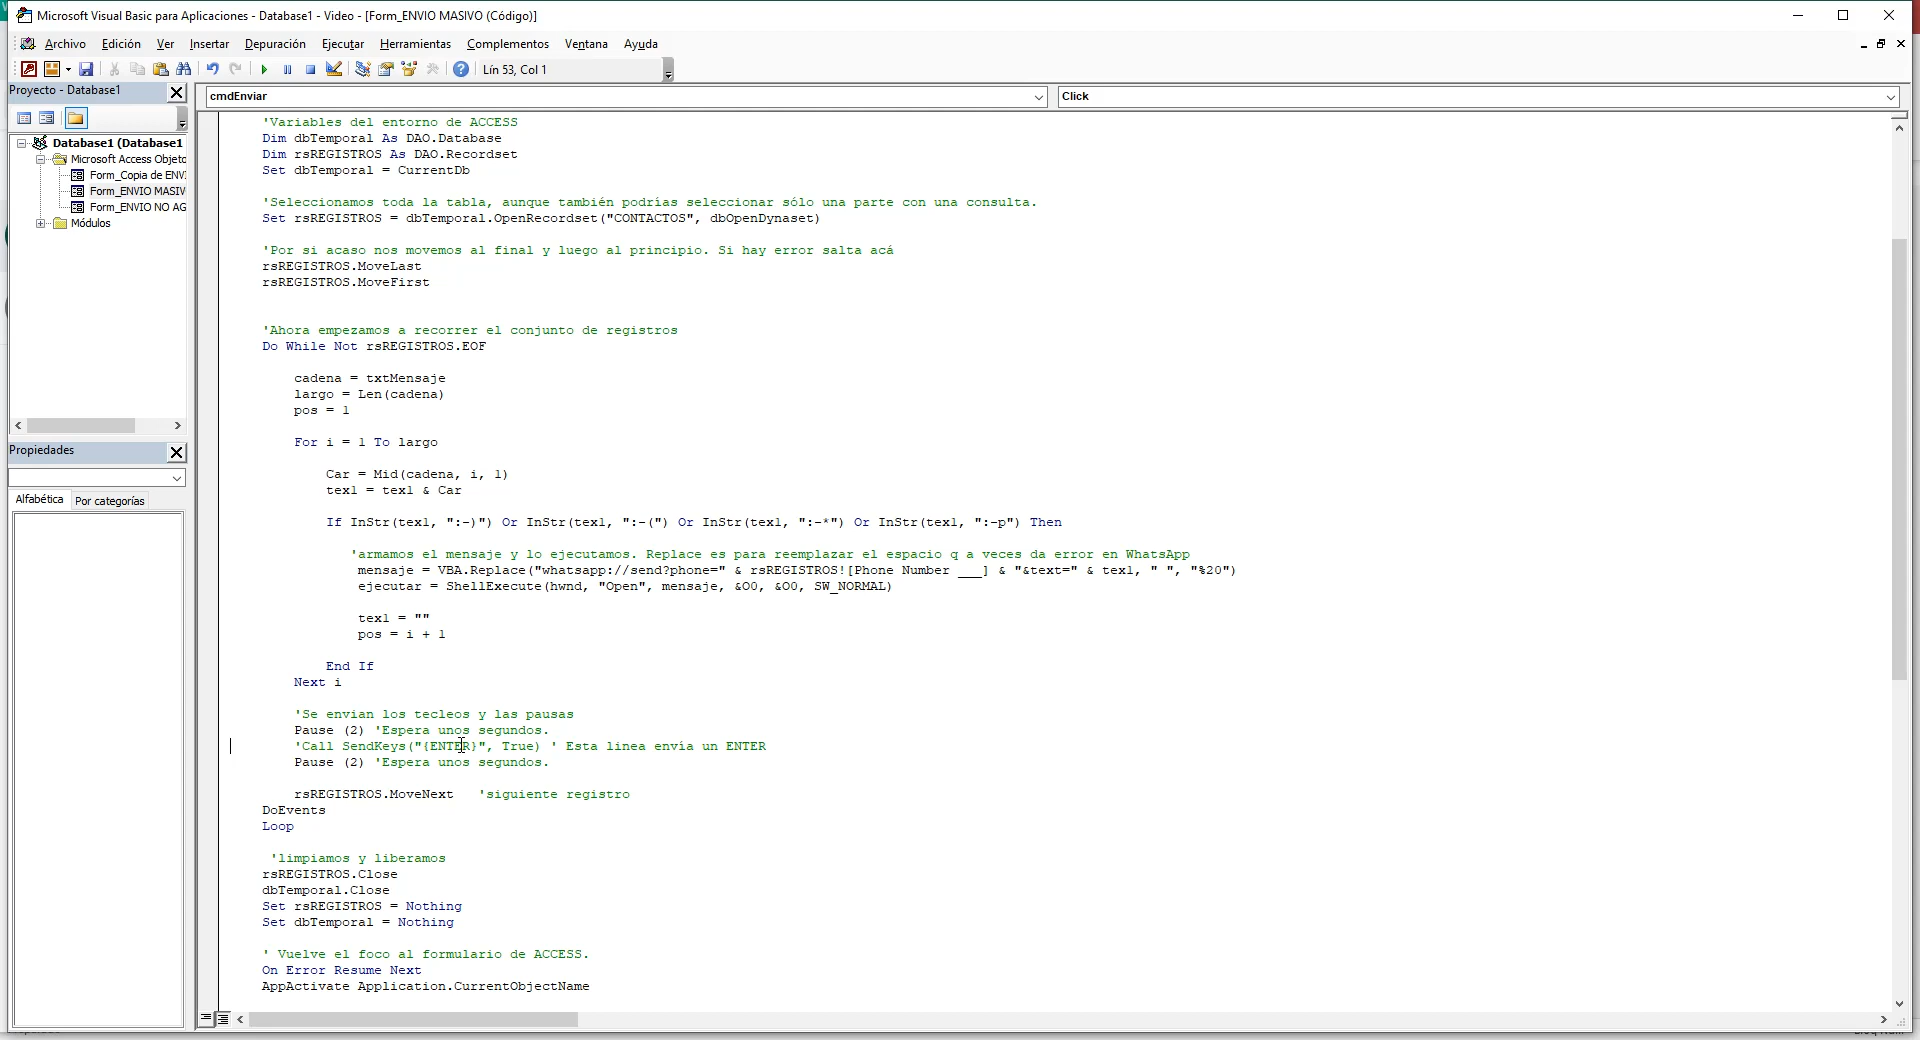 Microsoft Visual Basic para Aplicaciones - Database1 - Video - [Form_ENVIO MASIVO (Código)]
Archivo Edición Ver Insertar Depuración Ejecutar Herramientas Complementos Ventana Ayuda
Lín 53, Col 1
Proyecto - Database1
cmdEnviar
Click
Database1 (Database1
Microsoft Access Objeto
Form_Copia de ENVI
Form_ENVIO MASIV
Form_ENVIO NO AG
Módulos
Propiedades
Alfabética Por categorías
'Variables del entorno de ACCESS
Dim dbTemporal As DAO.Database
Dim rsREGISTROS As DAO.Recordset
Set dbTemporal = CurrentDb
'Seleccionamos toda la tabla, aunque también podrías seleccionar sólo una parte con una consulta.
Set rsREGISTROS = dbTemporal.OpenRecordset("CONTACTOS", dbOpenDynaset)
'Por si acaso nos movemos al final y luego al principio. Si hay error salta acá
rsREGISTROS.MoveLast
rsREGISTROS.MoveFirst
'Ahora empezamos a recorrer el conjunto de registros
Do While Not rsREGISTROS.EOF
cadena = txtMensaje
largo = Len(cadena)
pos = 1
For i = 1 To largo
Car = Mid(cadena, i, 1)
tex1 = tex1 & Car
If InStr(tex1, ":-)") Or InStr(tex1, ":-(") Or InStr(tex1, ":-*") Or InStr(tex1, ":-p") Then
'armamos el mensaje y lo ejecutamos. Replace es para reemplazar el espacio q a veces da error en WhatsApp
mensaje = VBA.Replace("whatsapp://send?phone=" & rsREGISTROS![Phone Number ___] & "&text=" & tex1, " ", "%20")
ejecutar = ShellExecute(hwnd, "Open", mensaje, &O0, &O0, SW_NORMAL)
tex1 = ""
pos = i + 1
End If
Next i
'Se envian los tecleos y las pausas
Pause (2) 'Espera unos segundos.
'Call SendKeys("{ENTER}", True) ' Esta linea envía un ENTER
Pause (2) 'Espera unos segundos.
rsREGISTROS.MoveNext 'siguiente registro
DoEvents
Loop
'limpiamos y liberamos
rsREGISTROS.Close
dbTemporal.Close
Set rsREGISTROS = Nothing
Set dbTemporal = Nothing
' Vuelve el foco al formulario de ACCESS.
On Error Resume Next
AppActivate Application.CurrentObjectName